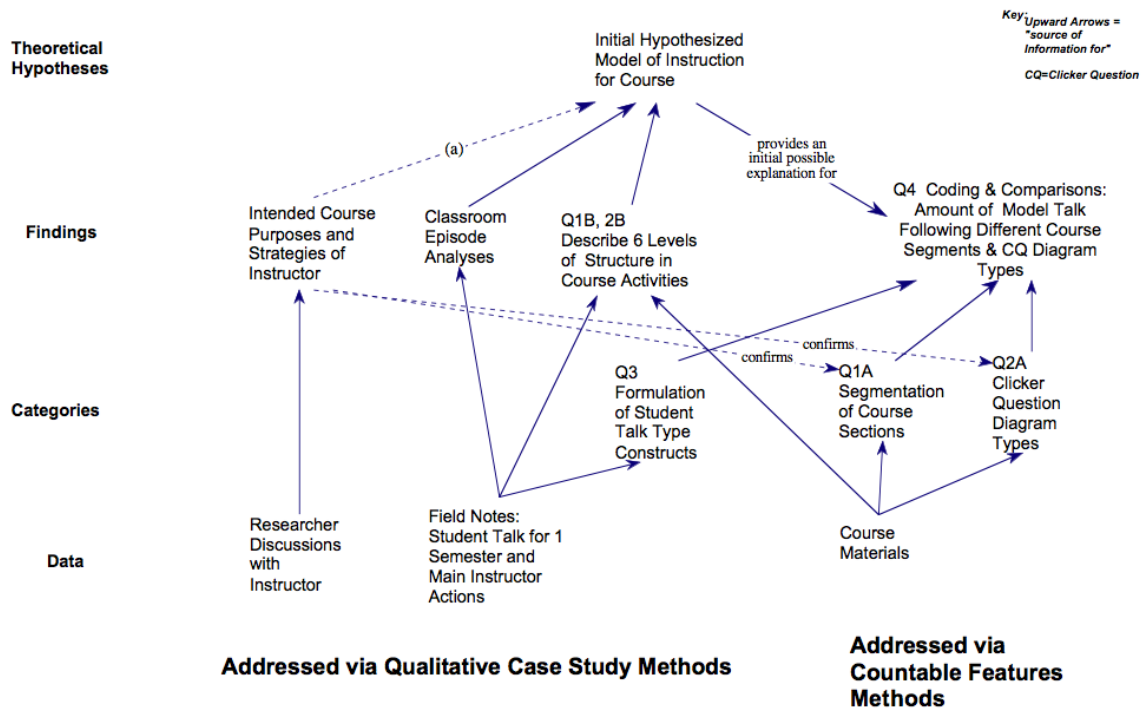 Key:
Upward Arrows =
"source of
Information for"
CQ=Clicker Question
Theoretical
Hypotheses
Initial Hypothesized
Model of Instruction
for Course
(a)
provides an
initial possible
explanation for
Findings
Intended Course
Purposes and
Strategies of
Instructor
Classroom
Episode
Analyses
Q1B, 2B
Describe 6 Levels
of Structure in
Course Activities
Q4 Coding & Comparisons:
Amount of Model Talk
Following Different Course
Segments & CQ Diagram
Types
confirms
confirms
Categories
Q3
Formulation
of Student
Talk Type
Constructs
Q1A
Segmentation
of Course
Sections
Q2A
Clicker
Question
Diagram
Types
Data
Researcher
Discussions
with
Instructor
Field Notes:
Student Talk for 1
Semester and
Main Instructor
Actions
Course
Materials
Addressed via Qualitative Case Study Methods
Addressed via
Countable Features
Methods